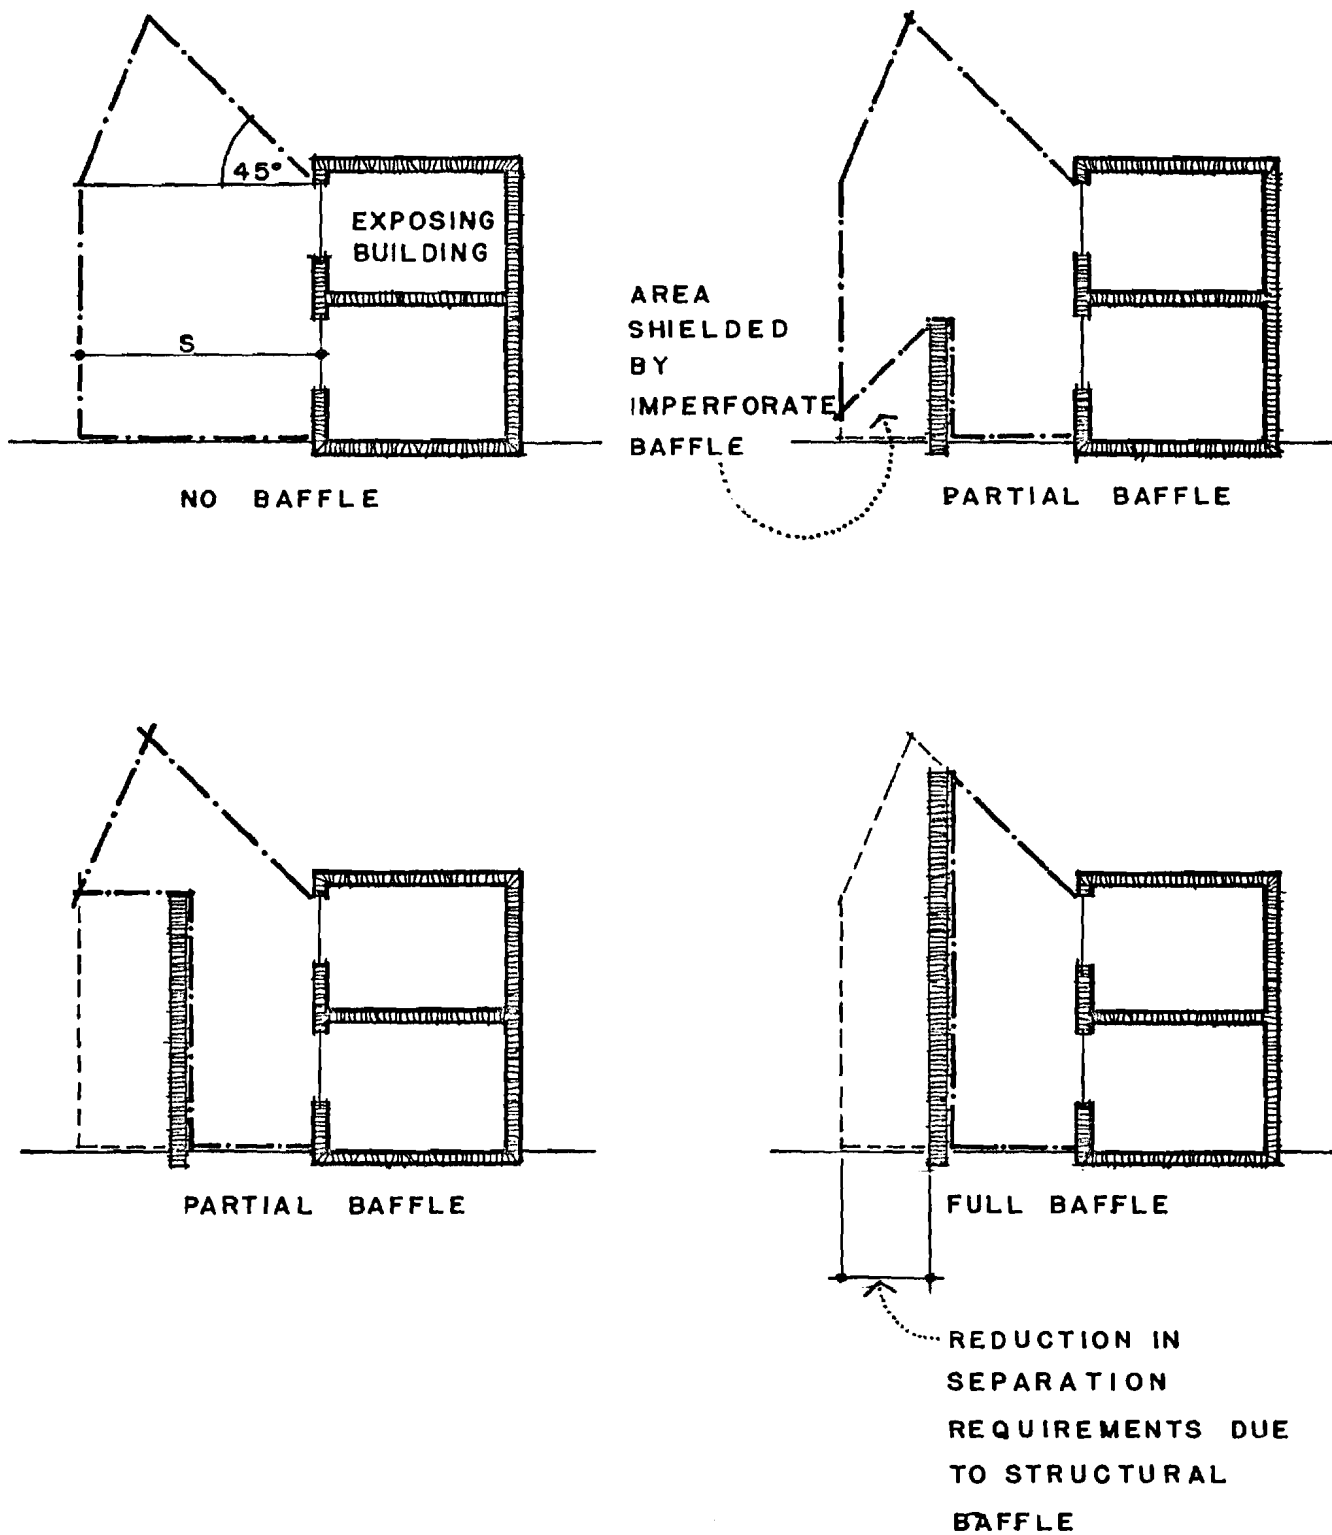 45°
EXPOSING
BUILDING
S
NO BAFFLE
AREA
SHIELDED
BY
IMPERFORATE
BAFFLE
PARTIAL BAFFLE
PARTIAL BAFFLE
FULL BAFFLE
REDUCTION IN
SEPARATION
REQUIREMENTS DUE
TO STRUCTURAL
BAFFLE